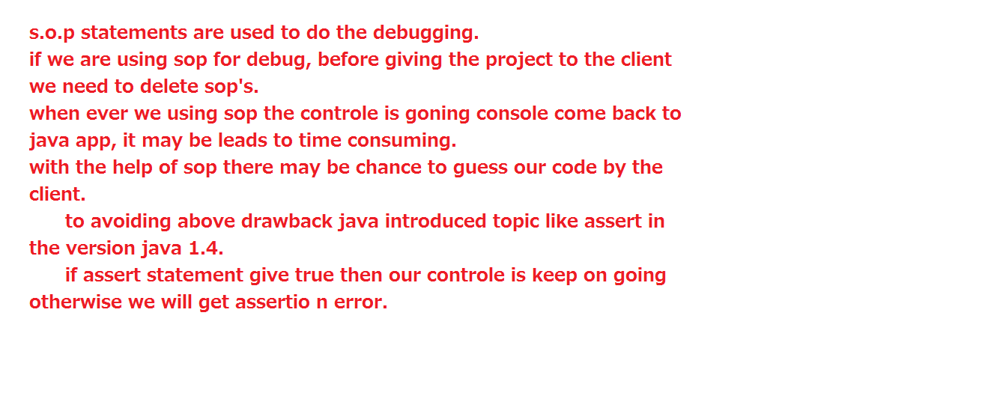 s.o.p statements are used to do the debugging.
if we are using sop for debug, before giving the project to the client
we need to delete sop's.
when ever we using sop the controle is goning console come back to
java app, it may be leads to time consuming.
with the help of sop there may be chance to guess our code by the
client.
to avoiding above drawback java introduced topic like assert in
the version java 1.4.
if assert statement give true then our controle is keep on going
otherwise we will get assertio n error.